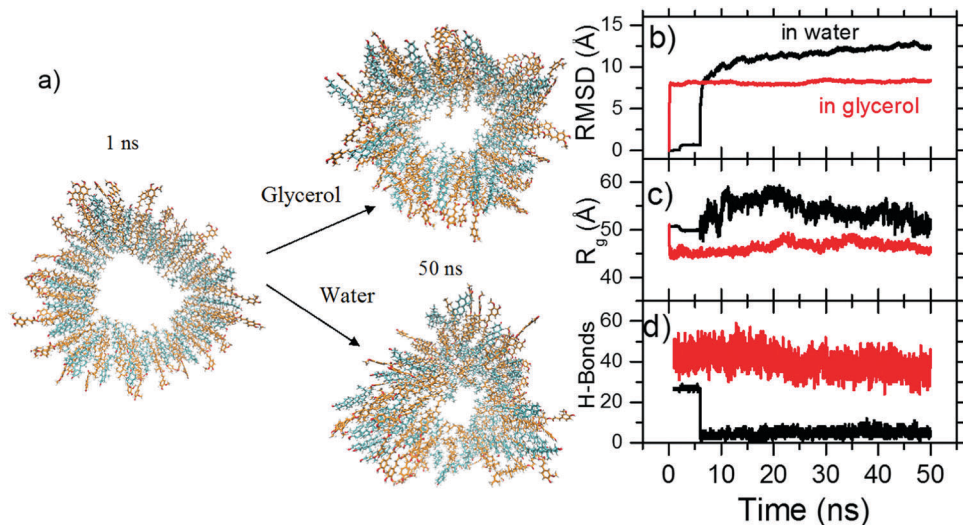 a)
1 ns
Glycerol
50 ns
Water
b)
in water
in glycerol
RMSD (Å)
15
10
5
0
c)
Rg (Å)
60
50
40
d)
H-Bonds
60
40
20
0
0 10 20 30 40 50
Time (ns)